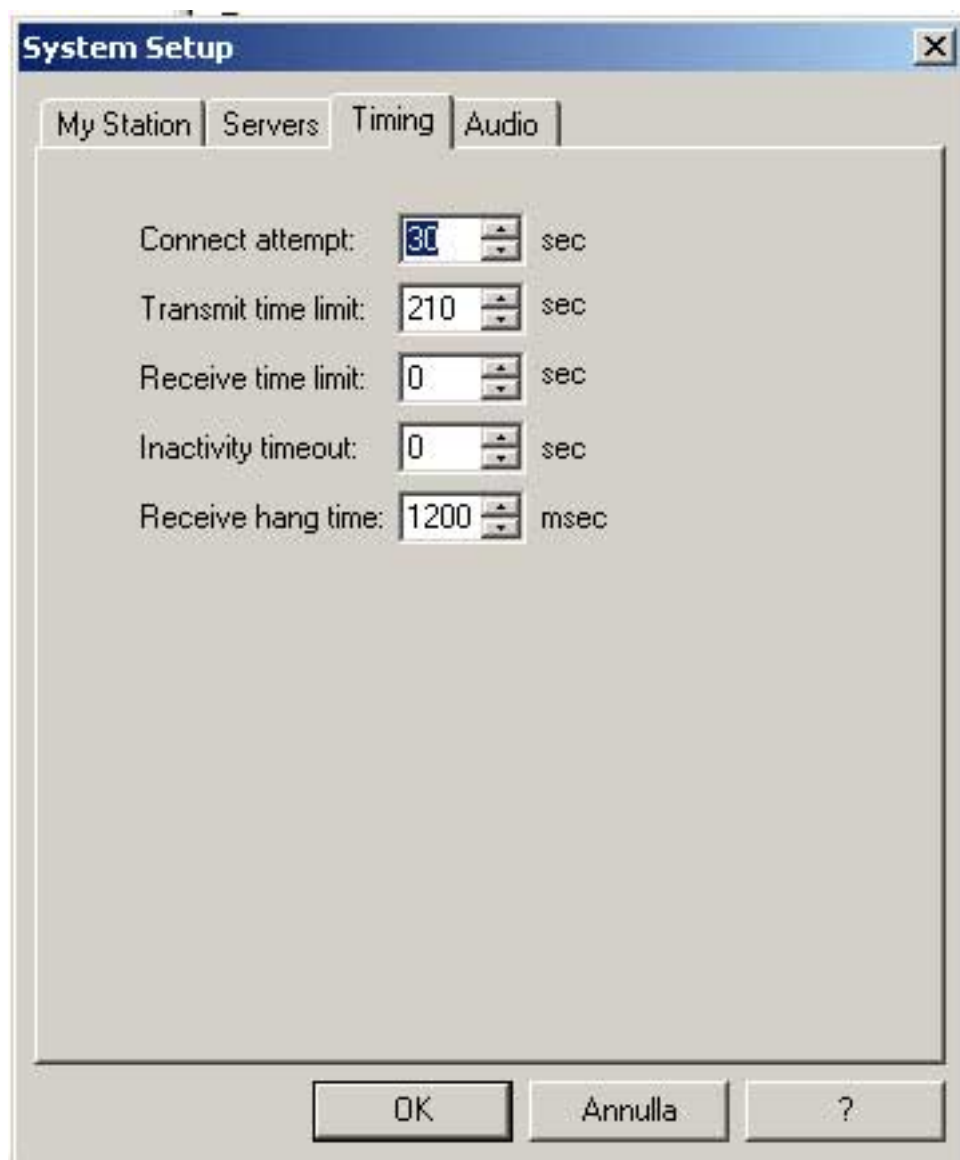 System Setup
My Station Servers Timing Audio
Connect attempt: 30 sec
Transmit time limit: 210 sec
Receive time limit: 0 sec
Inactivity timeout: 0 sec
Receive hang time: 1200 msec
OK Annulla ?